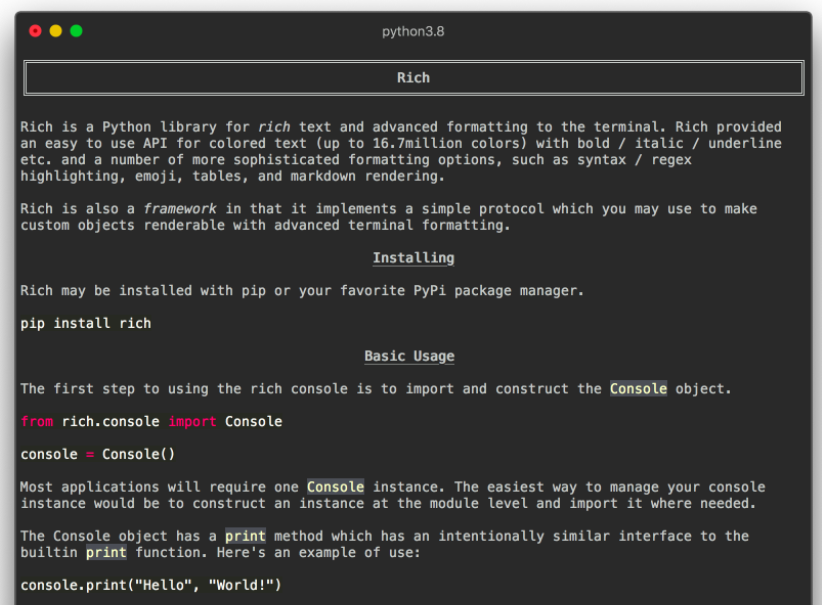 python3.8
Rich
Rich is a Python library for rich text and advanced formatting to the terminal. Rich provided
an easy to use API for colored text (up to 16.7million colors) with bold / italic / underline
etc. and a number of more sophisticated formatting options, such as syntax / regex
highlighting, emoji, tables, and markdown rendering.
Rich is also a framework in that it implements a simple protocol which you may use to make
custom objects renderable with advanced terminal formatting.
Installing
Rich may be installed with pip or your favorite PyPi package manager.
pip install rich
Basic Usage
The first step to using the rich console is to import and construct the Console object.
from rich.console import Console
console = Console()
Most applications will require one Console instance. The easiest way to manage your console
instance would be to construct an instance at the module level and import it where needed.
The Console object has a print method which has an intentionally similar interface to the
builtin print function. Here's an example of use:
console.print("Hello", "World!")